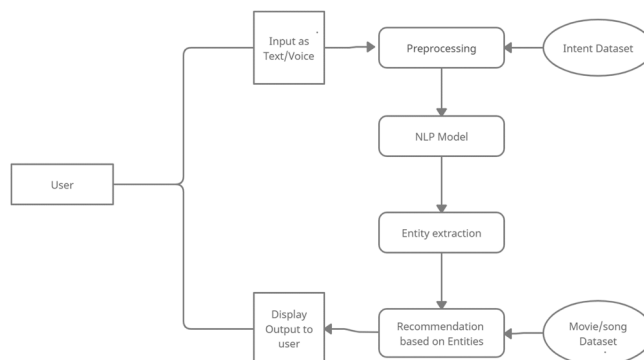 Input as
Text/Voice
Preprocessing
Intent Dataset
NLP Model
User
Entity extraction
Display
Output to
user
Recommendation
based on Entities
Movie/song
Dataset